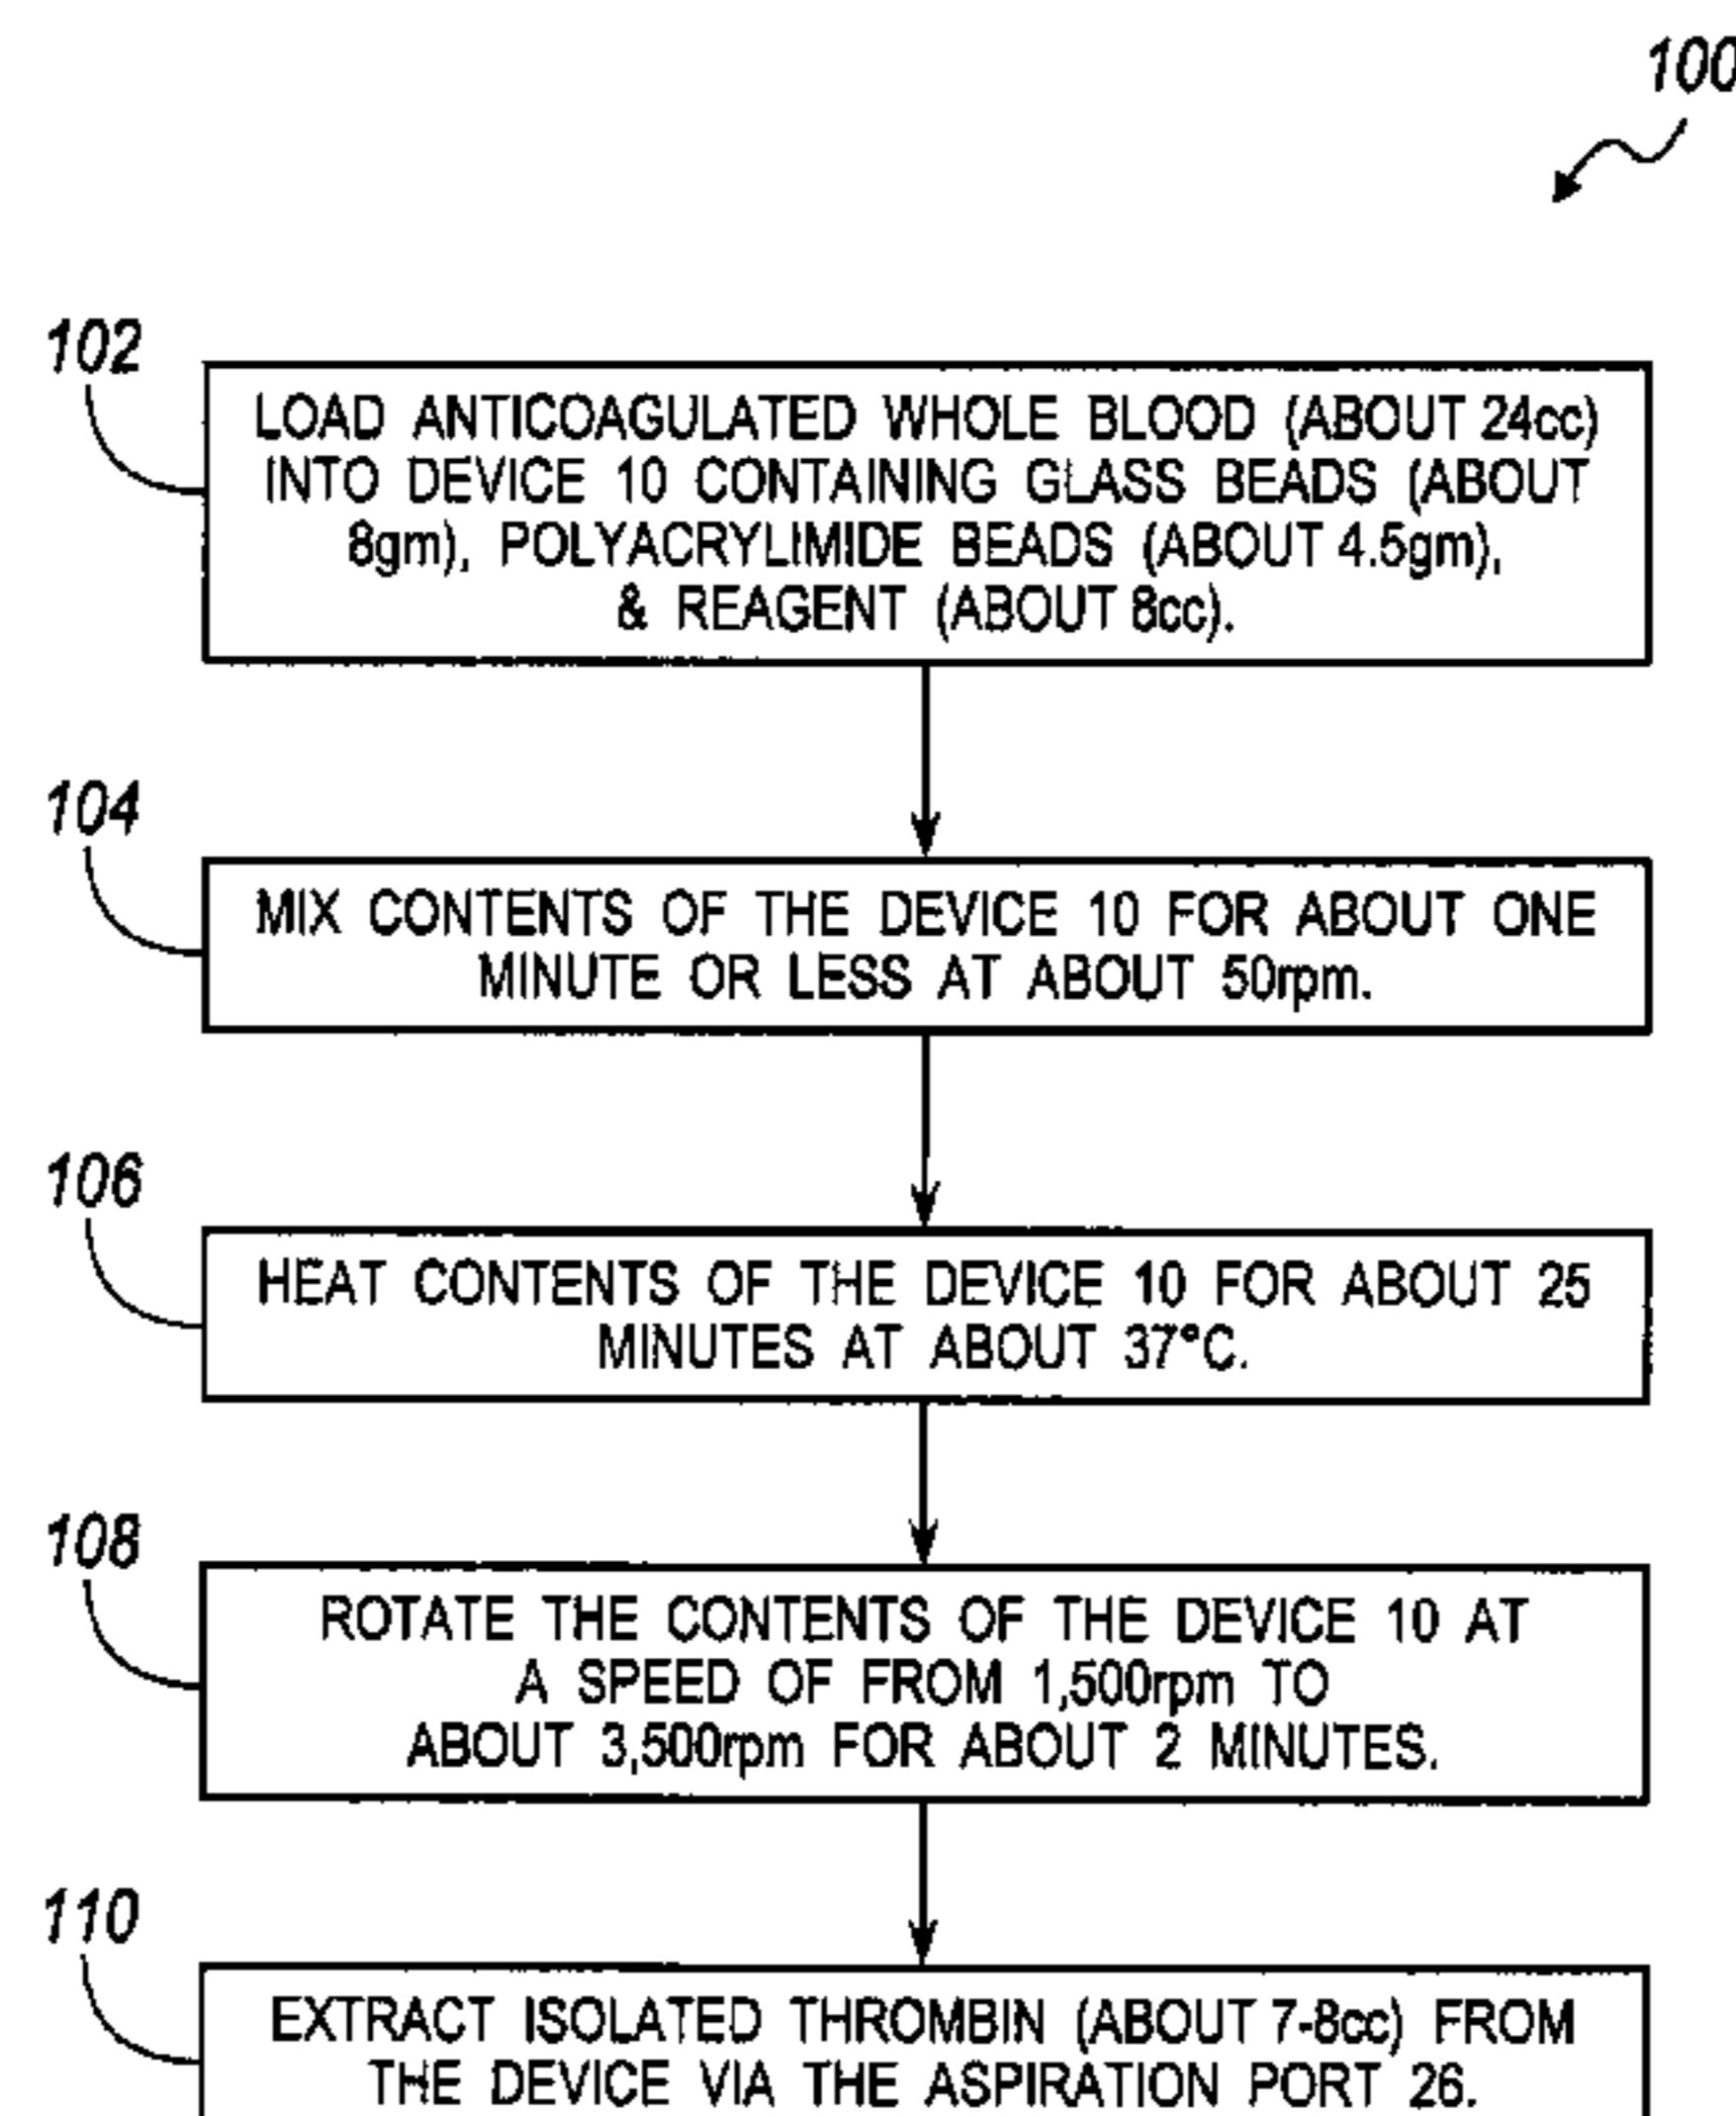 100
102
LOAD ANTICOAGULATED WHOLE BLOOD (ABOUT 24cc)
INTO DEVICE 10 CONTAINING GLASS BEADS (ABOUT
8gm), POLYACRYLIMIDE BEADS (ABOUT 4.5gm),
& REAGENT (ABOUT 8cc).
104
MIX CONTENTS OF THE DEVICE 10 FOR ABOUT ONE
MINUTE OR LESS AT ABOUT 50rpm.
106
HEAT CONTENTS OF THE DEVICE 10 FOR ABOUT 25
MINUTES AT ABOUT 37°C.
108
ROTATE THE CONTENTS OF THE DEVICE 10 AT
A SPEED OF FROM 1,500rpm TO
ABOUT 3,500rpm FOR ABOUT 2 MINUTES.
110
EXTRACT ISOLATED THROMBIN (ABOUT 7-8cc) FROM
THE DEVICE VIA THE ASPIRATION PORT 26.